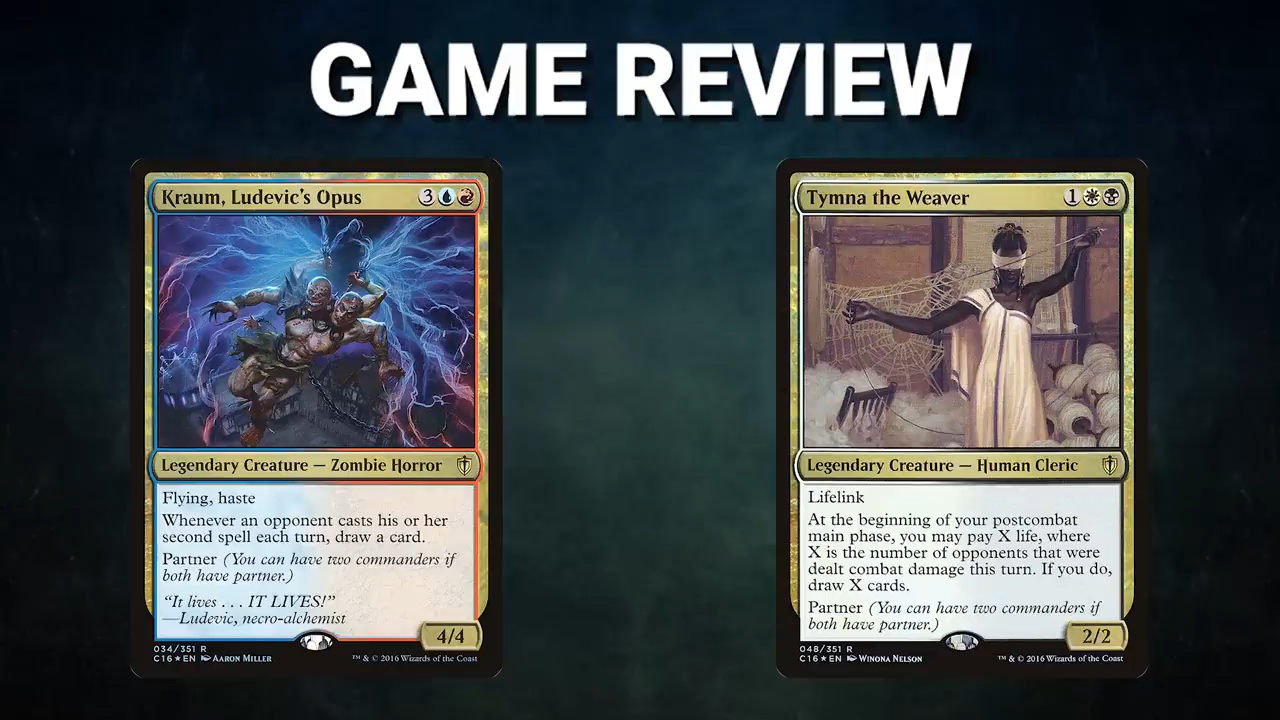 GAME REVIEW
Kraum, Ludevic's Opus 3
Flying, haste
Whenever an opponent casts his or her
second spell each turn, draw a card.
Partner (You can have two commanders if
both have partner.)
"It lives . . . IT LIVES!"
—Ludevic, necro-alchemist
Legendary Creature — Zombie Horror
4/4
034/351 R
C16 ★ EN Aaron Miller
™ & © 2016 Wizards of the Coast
Tymna the Weaver 1
Legendary Creature — Human Cleric
Lifelink
At the beginning of your postcombat
main phase, you may pay X life, where
X is the number of opponents that were
dealt combat damage this turn. If you do,
draw X cards.
Partner (You can have two commanders if
both have partner.)
2/2
048/351 R
C16 ★ EN Winona Nelson
™ & © 2016 Wizards of the Coast